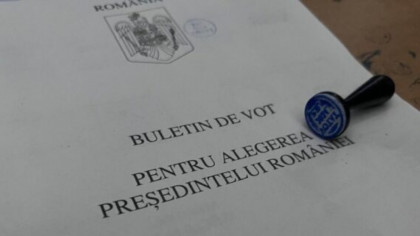 ROMÂNIA
BULETIN DE VOT
PENTRU ALEGEREA
PREȘEDINTELUI ROMÂNIEI